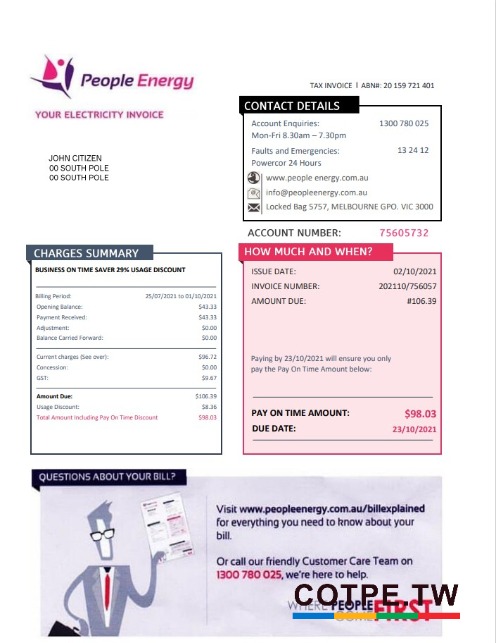 People Energy
TAX INVOICE | ABN#: 20 159 721 401
YOUR ELECTRICITY INVOICE
CONTACT DETAILS
Account Enquiries: 1300 780 025
Mon-Fri 8.30am – 7.30pm
Faults and Emergencies: 13 24 12
Powercor 24 Hours
www.people energy.com.au
info@peopleenergy.com.au
Locked Bag 5757, MELBOURNE GPO. VIC 3000
JOHN CITIZEN
00 SOUTH POLE
00 SOUTH POLE
ACCOUNT NUMBER: 75605732
CHARGES SUMMARY
BUSINESS ON TIME SAVER 29% USAGE DISCOUNT
Billing Period: 25/07/2021 to 01/10/2021
Opening Balance: $43.33
Payment Received: $43.33
Adjustment: $0.00
Balance Carried Forward: $0.00
Current charges (See over): $96.72
Concession: $0.00
GST: $9.67
Amount Due: $106.39
Usage Discount: $8.36
Total Amount Including Pay On Time Discount $98.03
HOW MUCH AND WHEN?
ISSUE DATE: 02/10/2021
INVOICE NUMBER: 202110/756057
AMOUNT DUE: #106.39
Paying by 23/10/2021 will ensure you only
pay the Pay On Time Amount below:
PAY ON TIME AMOUNT: $98.03
DUE DATE: 23/10/2021
QUESTIONS ABOUT YOUR BILL?
Visit www.peopleenergy.com.au/billexplained
for everything you need to know about your
bill.
Or call our friendly Customer Care Team on
1300 780 025, we're here to help.
COTPE.TW
WHERE PEOPLE
COME FIRST